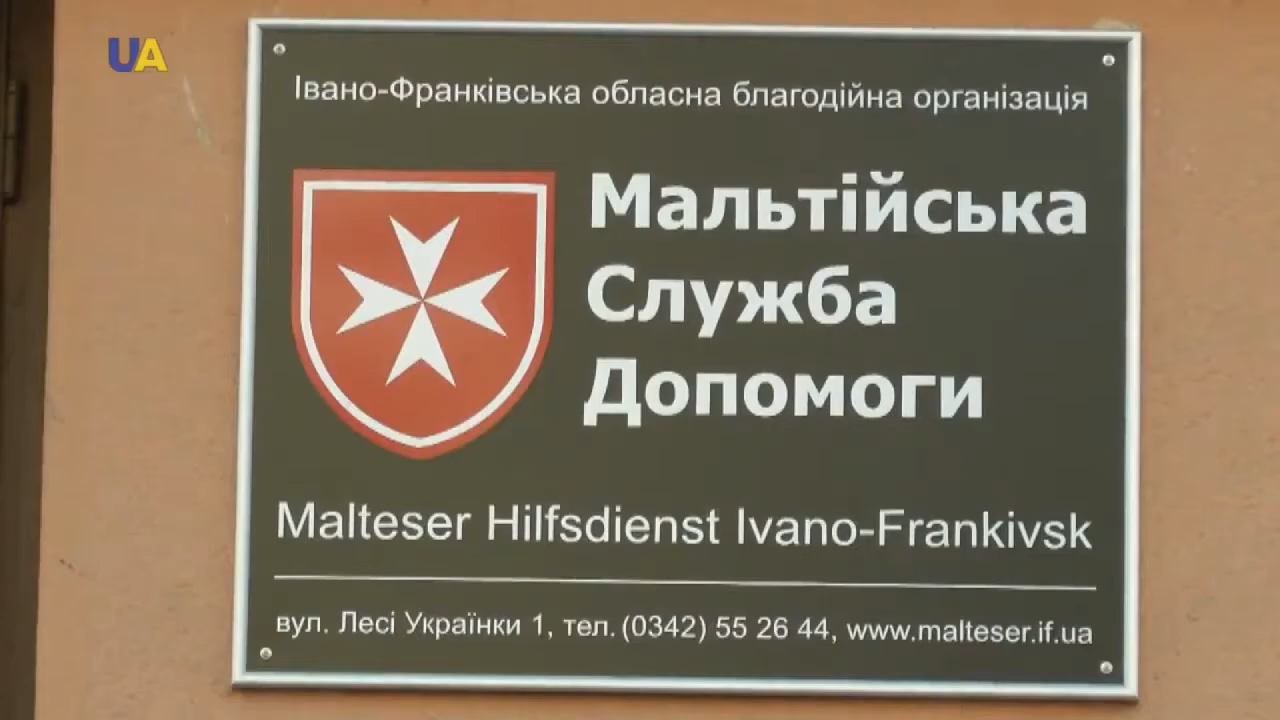 UA
Івано-Франківська обласна благодійна організація
Мальтійська
Служба
Допомоги
Malteser Hilfsdienst Ivano-Frankivsk
вул. Лесі Українки 1, тел. (0342) 55 26 44, www.malteser.if.ua